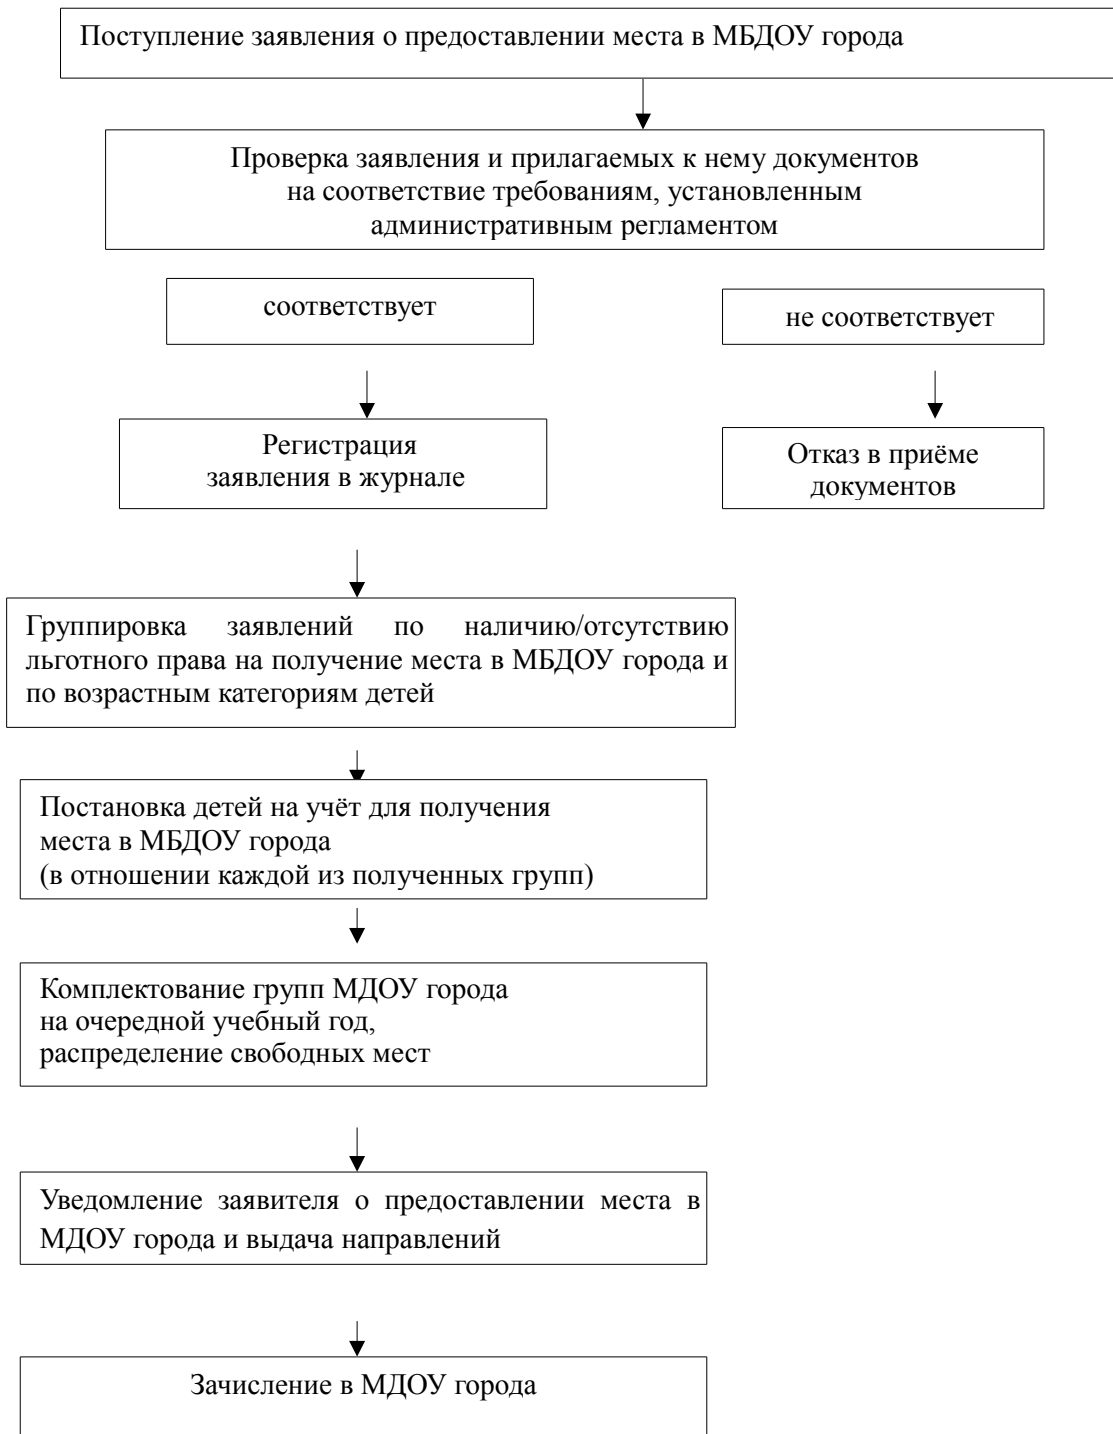 Поступление заявления о предоставлении места в МБДОУ города
Проверка заявления и прилагаемых к нему документов
на соответствие требованиям, установленным
административным регламентом
соответствует
не соответствует
Регистрация
заявления в журнале
Отказ в приёме
документов
Группировка заявлений по наличию/отсутствию
льготного права на получение места в МБДОУ города и
по возрастным категориям детей
Постановка детей на учёт для получения
места в МБДОУ города
(в отношении каждой из полученных групп)
Комплектование групп МДОУ города
на очередной учебный год,
распределение свободных мест
Уведомление заявителя о предоставлении места в
МДОУ города и выдача направлений
Зачисление в МДОУ города